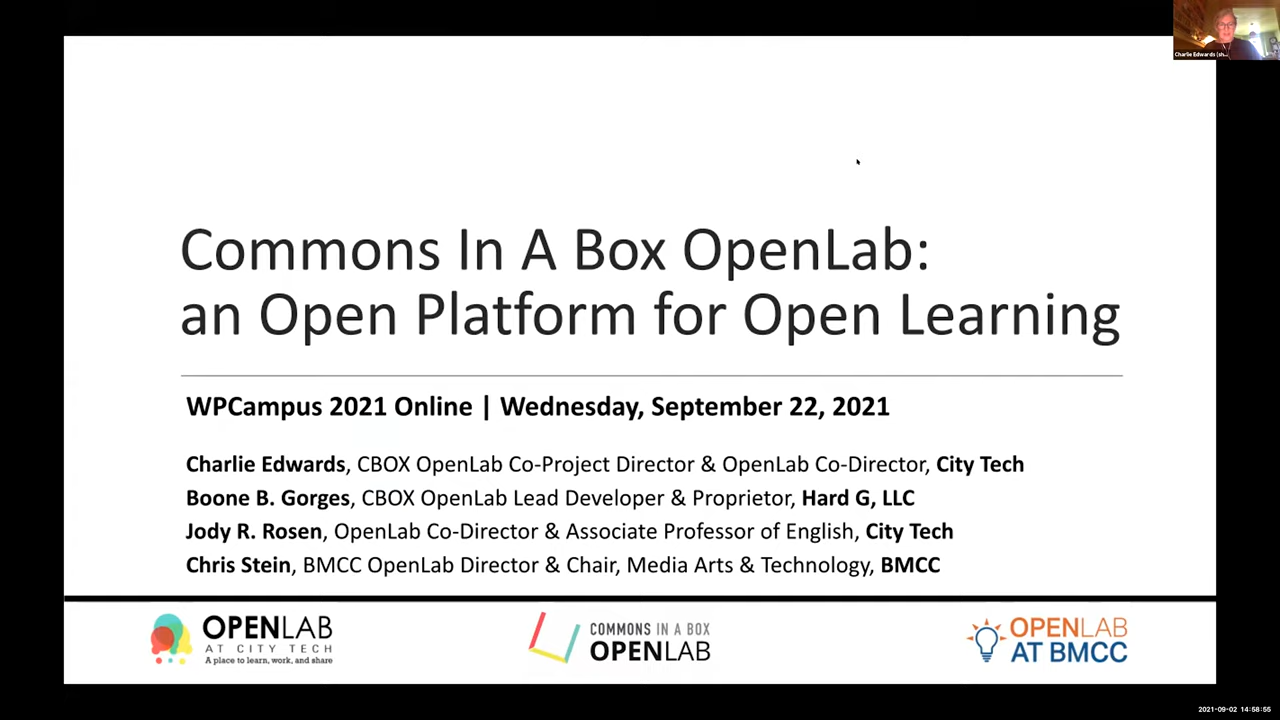 Charlie Edwards (sh...
Commons In A Box OpenLab:
an Open Platform for Open Learning
WPCampus 2021 Online | Wednesday, September 22, 2021
Charlie Edwards, CBOX OpenLab Co-Project Director & OpenLab Co-Director, City Tech
Boone B. Gorges, CBOX OpenLab Lead Developer & Proprietor, Hard G, LLC
Jody R. Rosen, OpenLab Co-Director & Associate Professor of English, City Tech
Chris Stein, BMCC OpenLab Director & Chair, Media Arts & Technology, BMCC
OPENLAB
AT CITY TECH
A place to learn, work, and share
COMMONS IN A BOX
OPENLAB
OPENLAB
AT BMCC
2021-09-02 14:58:55